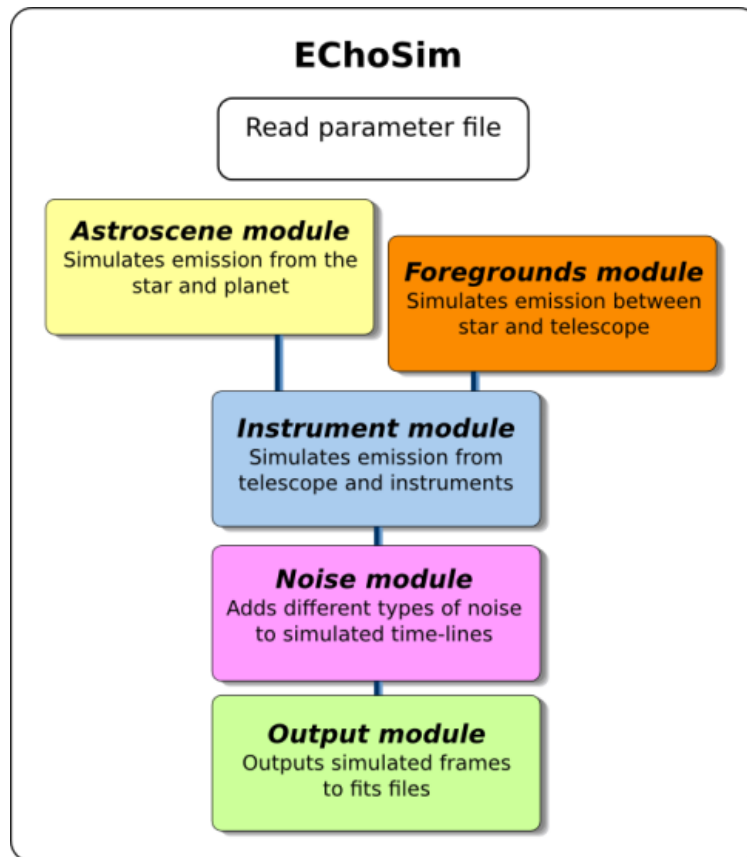 EChoSim
Read parameter file
Astroscene module
Simulates emission from the
star and planet
Foregrounds module
Simulates emission between
star and telescope
Instrument module
Simulates emission from
telescope and instruments
Noise module
Adds different types of noise
to simulated time-lines
Output module
Outputs simulated frames
to fits files